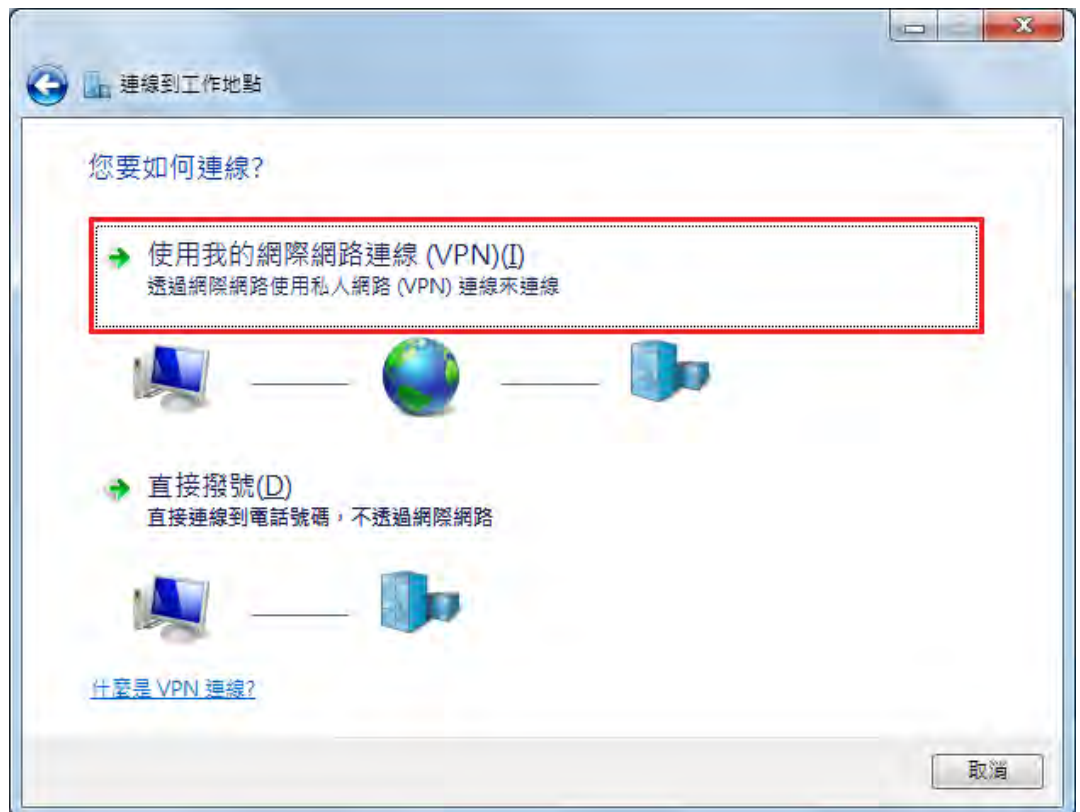 連線到工作地點
您要如何連線?
使用我的網際網路連線 (VPN)(I)
透過網際網路使用私人網路 (VPN) 連線來連線
直接撥號(D)
直接連線到電話號碼，不透過網際網路
什麼是 VPN 連線?
取消